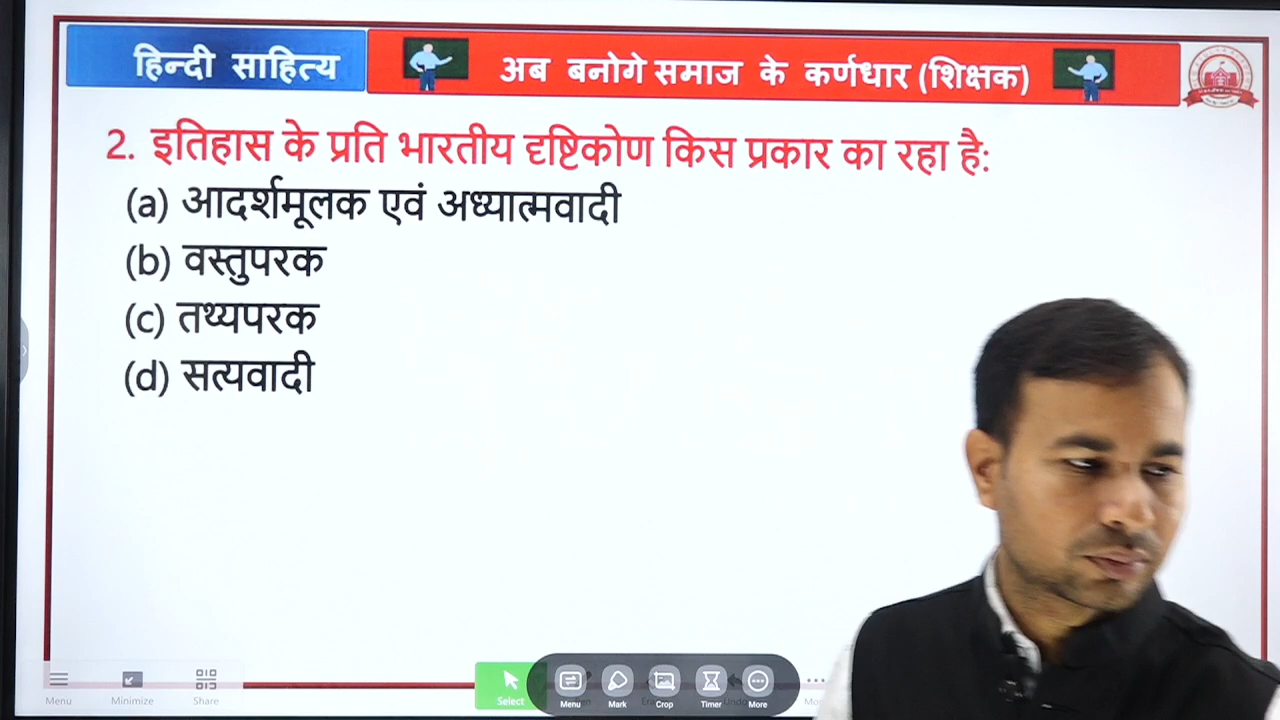 हिन्दी साहित्य
अब बनोगे समाज के कर्णधार (शिक्षक)
2. इतिहास के प्रति भारतीय दृष्टिकोण किस प्रकार का रहा है:
(a) आदर्शमूलक एवं अध्यात्मवादी
(b) वस्तुपरक
(c) तथ्यपरक
(d) सत्यवादी
Menu Minimize Share Select Menu Mark Crop Timer More